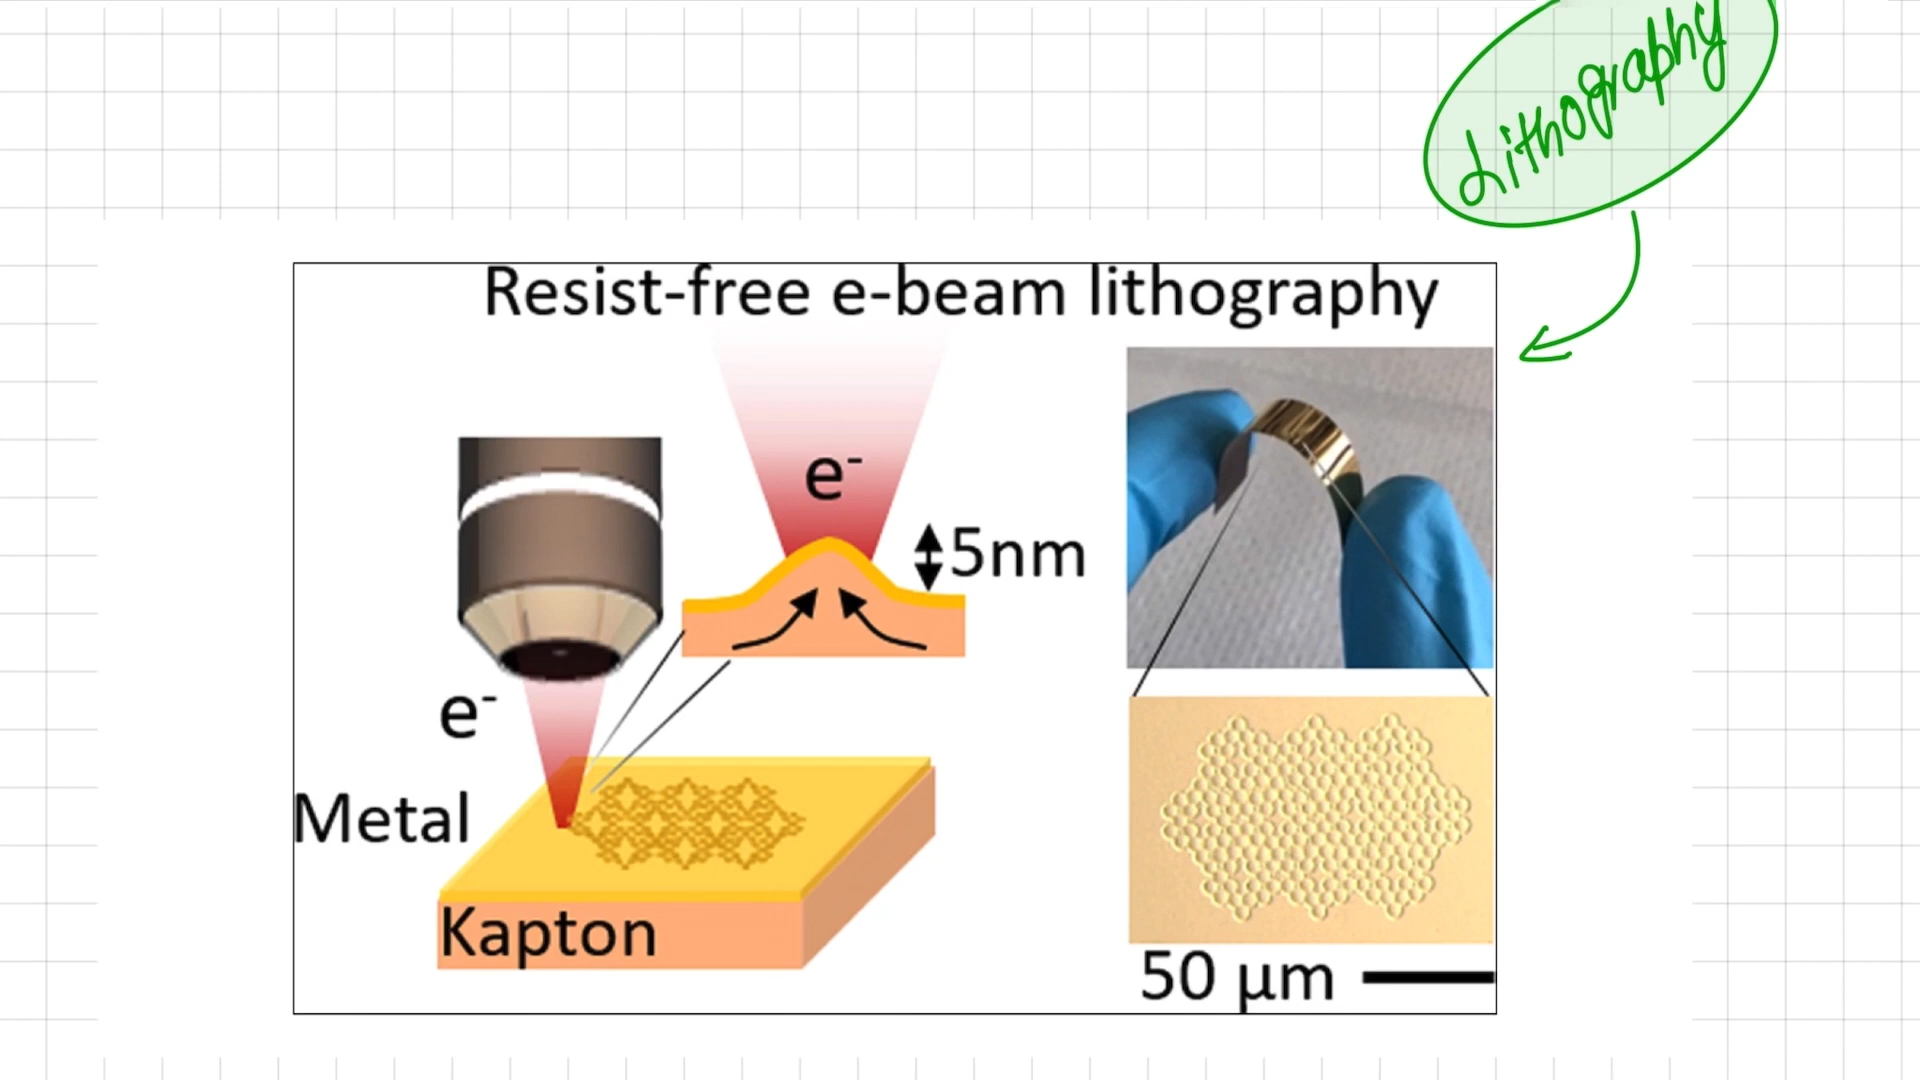 Lithography
Resist-free e-beam lithography
e-
5nm
e-
Metal
Kapton
50 μm